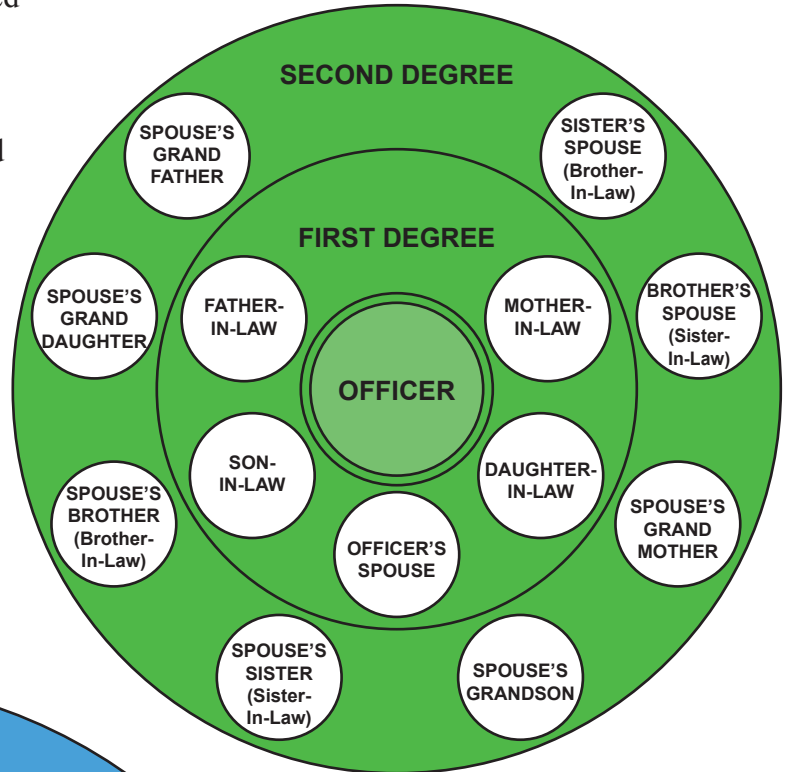 SECOND DEGREE
SPOUSE'S
GRAND
FATHER
SISTER'S
SPOUSE
(Brother-
In-Law)
FIRST DEGREE
SPOUSE'S
GRAND
DAUGHTER
FATHER-
IN-LAW
MOTHER-
IN-LAW
BROTHER'S
SPOUSE
(Sister-
In-Law)
OFFICER
SON-
IN-LAW
DAUGHTER-
IN-LAW
SPOUSE'S
BROTHER
(Brother-
In-Law)
OFFICER'S
SPOUSE
SPOUSE'S
GRAND
MOTHER
SPOUSE'S
SISTER
(Sister-
In-Law)
SPOUSE'S
GRANDSON